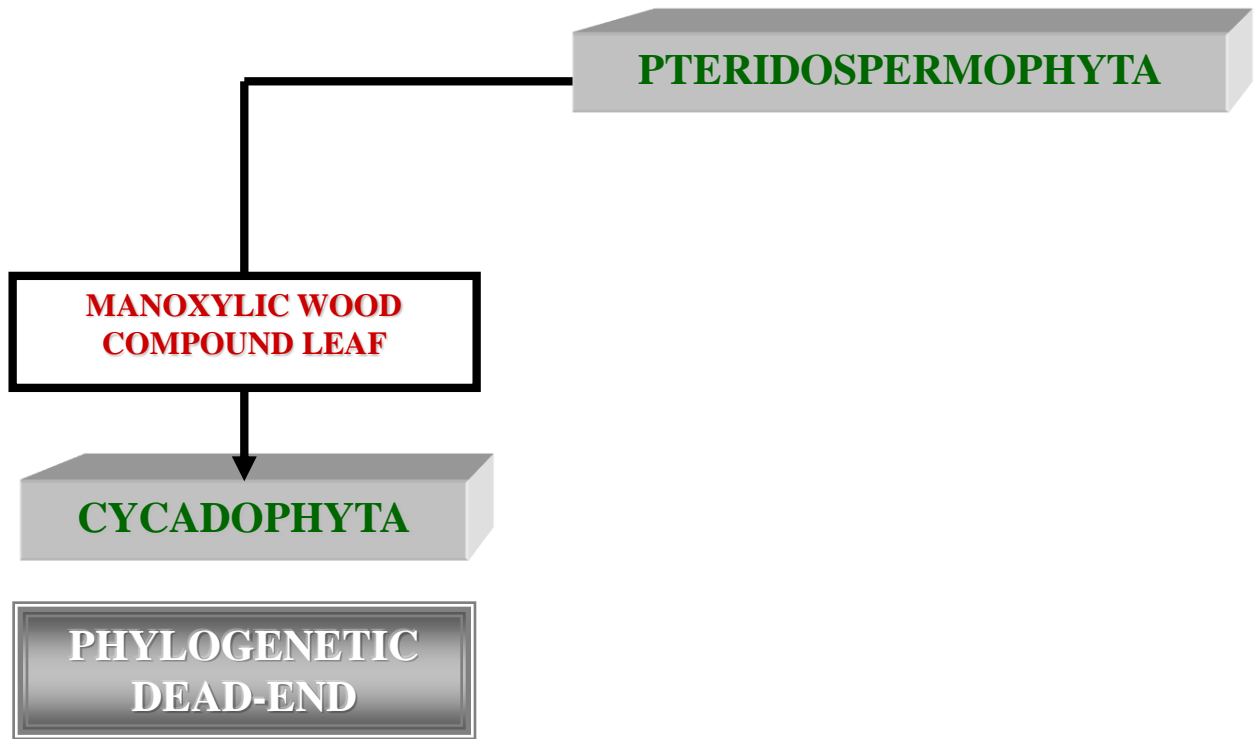 PTERIDOSPERMOPHYTA
MANOXYLIC WOOD
COMPOUND LEAF
CYCADOPHYTA
PHYLOGENETIC
DEAD-END